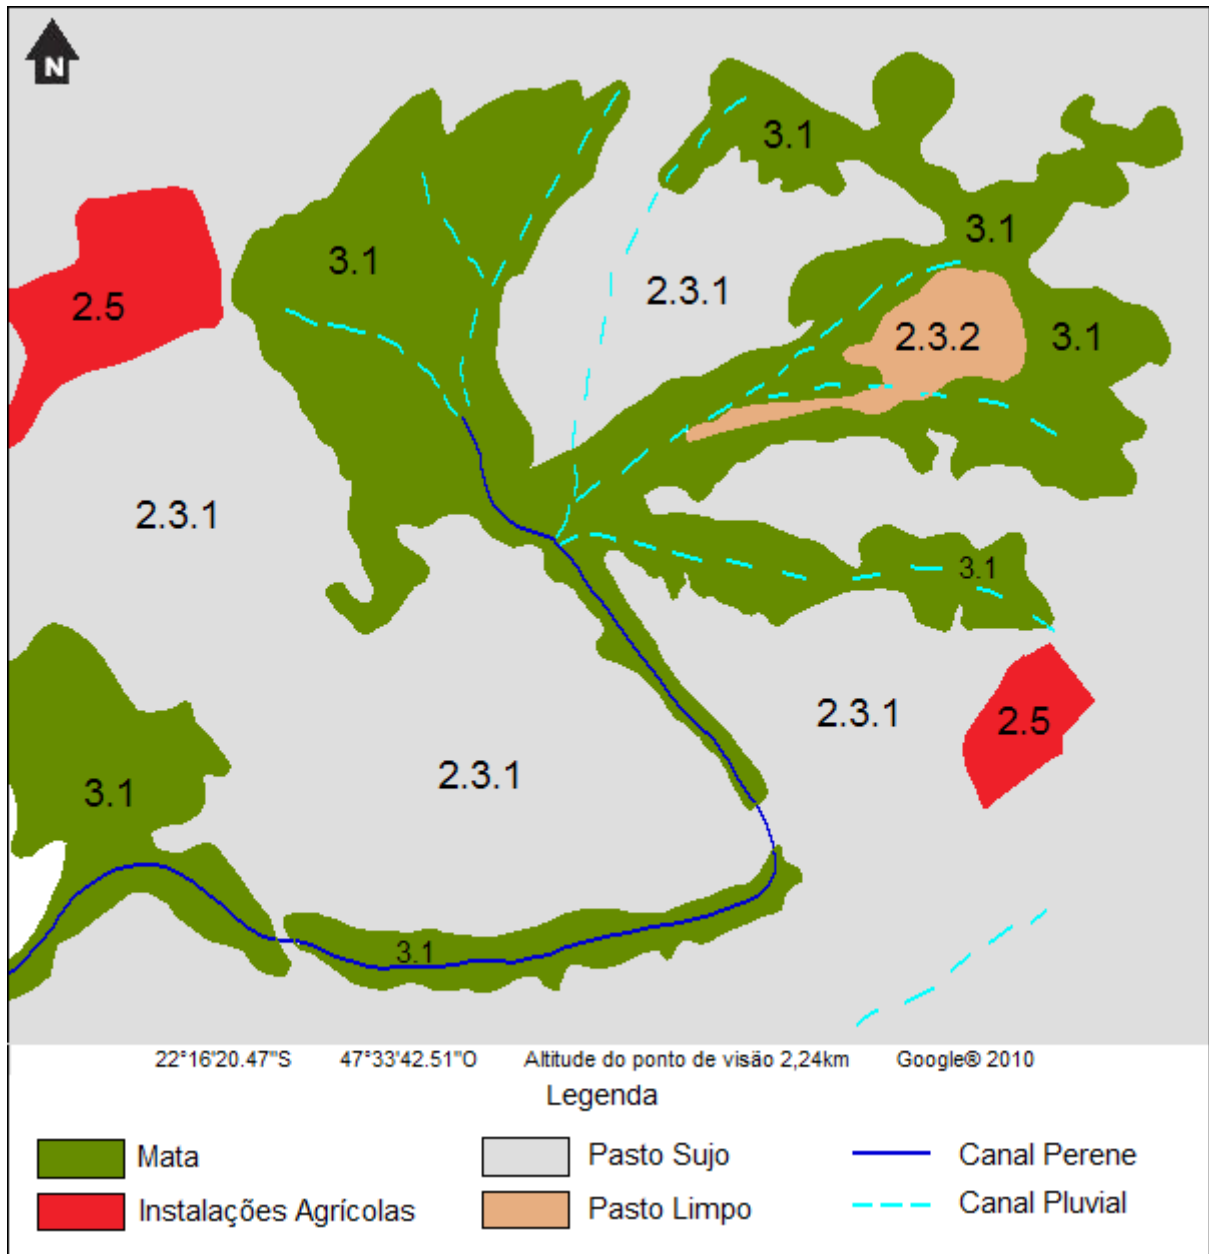 N
3.1
3.1
3.1
2.3.1
2.5
2.3.2
3.1
2.3.1
3.1
2.3.1
2.5
2.3.1
3.1
3.1
22°16'20.47"S 47°33'42.51"O Altitude do ponto de visão 2,24km Google® 2010
Legenda
Mata Pasto Sujo Canal Perene
Instalações Agrícolas Pasto Limpo Canal Pluvial